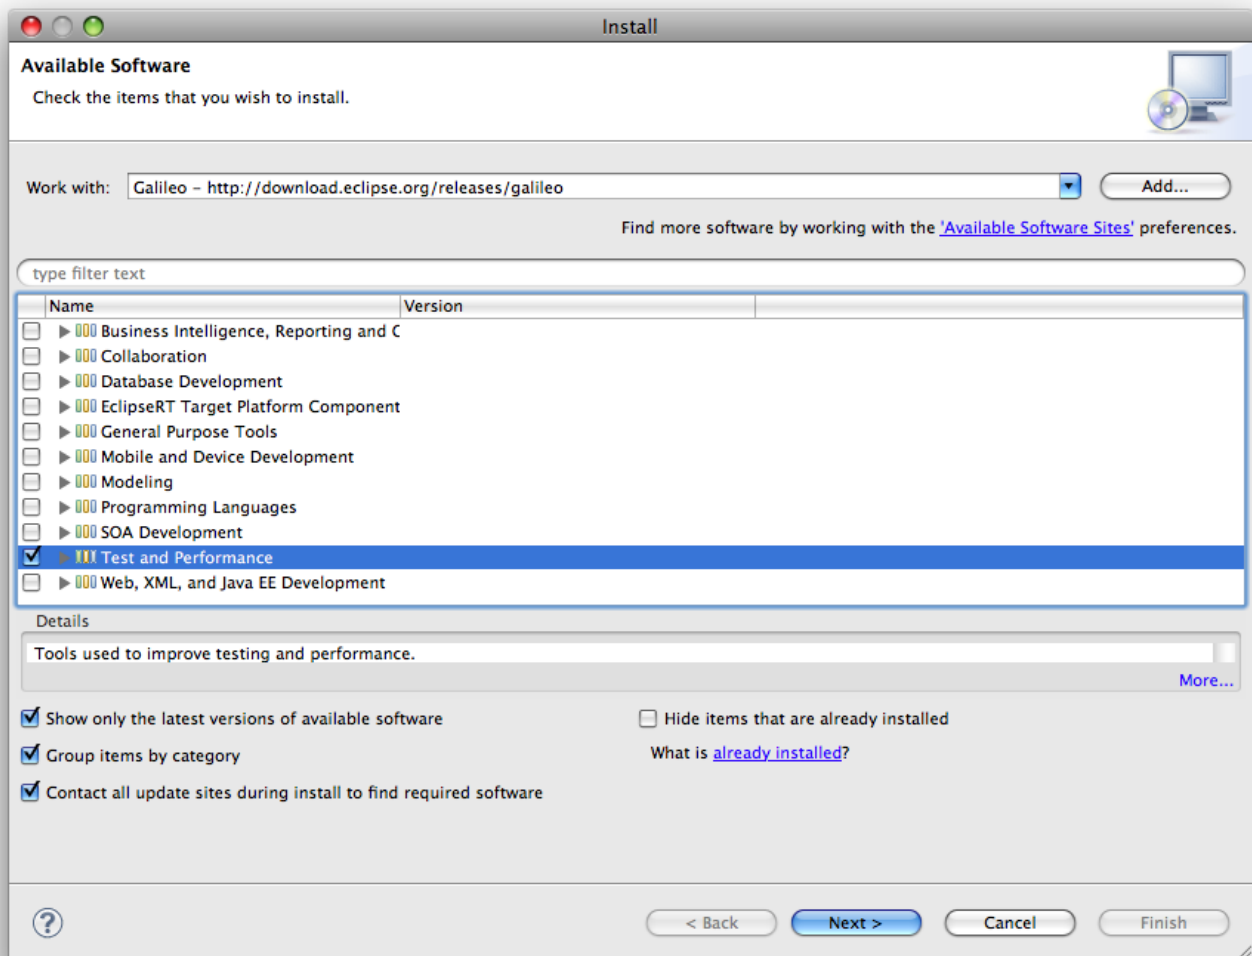 Install
Available Software
Check the items that you wish to install.
Work with: Galileo – http://download.eclipse.org/releases/galileo Add...
Find more software by working with the 'Available Software Sites' preferences.
type filter text
Name Version
Business Intelligence, Reporting and C
Collaboration
Database Development
EclipseRT Target Platform Component
General Purpose Tools
Mobile and Device Development
Modeling
Programming Languages
SOA Development
Test and Performance
Web, XML, and Java EE Development
Details
Tools used to improve testing and performance.
More...
Show only the latest versions of available software Hide items that are already installed
Group items by category What is already installed?
Contact all update sites during install to find required software
? < Back Next > Cancel Finish